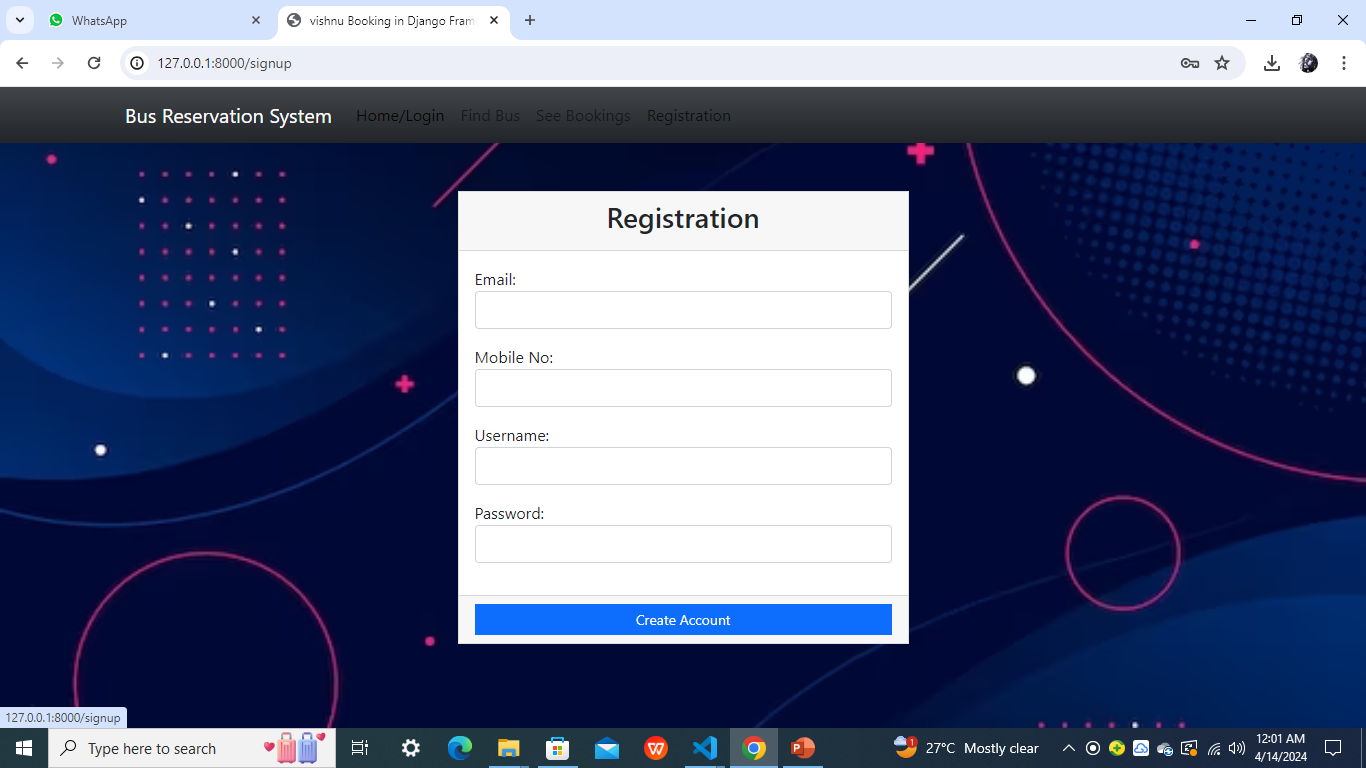 WhatsApp
vishnu Booking in Django Fram
127.0.0.1:8000/signup
Bus Reservation System Home/Login Find Bus See Bookings Registration
Registration
Email:
Mobile No:
Username:
Password:
Create Account
127.0.0.1:8000/signup
Type here to search
1
27°C Mostly clear
12:01 AM
4/14/2024